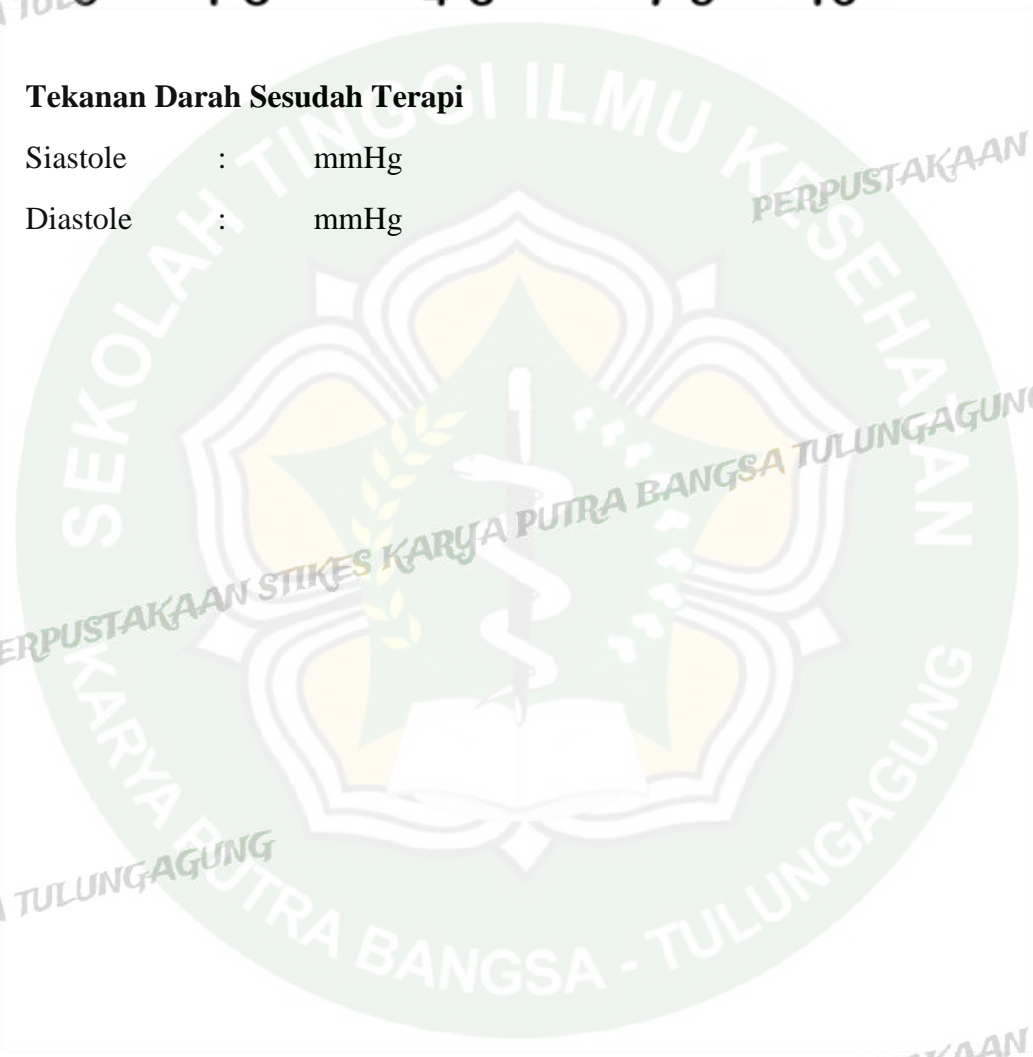 Tekanan Darah Sesudah Terapi
Siastole : mmHg
Diastole : mmHg
PERPUSTAKAAN
SEKOLAH TINGGI ILMU KESEHATAN
ERPUSTAKAAN STIKES KARYA PUTRA BANGSA TULUNGAGUNG
KARYA PUTRA BANGSA - TULUNGAGUNG
TULUNGAGUNG